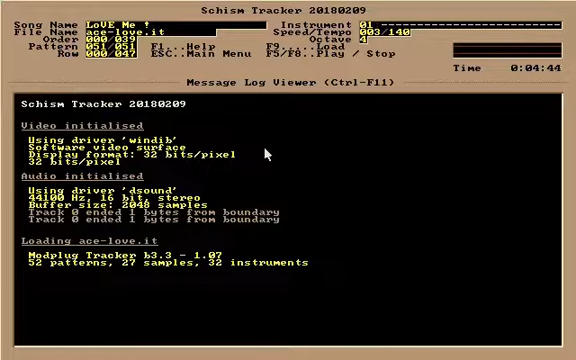 Schism Tracker 20180209
Song Name LoVE Me !
Instrument 01
File Name ace-love.it
Speed/Tempo 003/140
Order 000/039
Octave 4
Pattern 051/051 F1...Help F9...Load
Row 000/047 ESC..Main Menu F5/F8..Play / Stop
Time 0:04:44
Message Log Viewer (Ctrl-F11)
Schism Tracker 20180209
Video initialised
Using driver 'windib'
Software video surface
Display format: 32 bits/pixel
32 bits/pixel
Audio initialised
Using driver 'dsound'
44100 Hz, 16 bit, stereo
Buffer size: 2048 samples
Track 0 ended 1 bytes from boundary
Track 0 ended 1 bytes from boundary
Loading ace-love.it
Modplug Tracker b3.3 - 1.07
52 patterns, 27 samples, 32 instruments